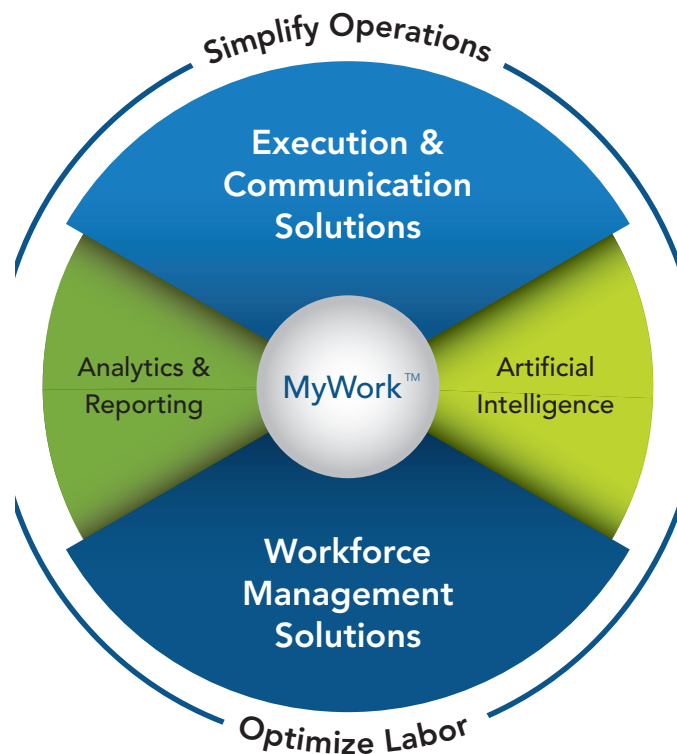 Simplify Operations
Execution &
Communication
Solutions
Analytics &
Reporting
MyWork™
Artificial
Intelligence
Workforce
Management
Solutions
Optimize Labor